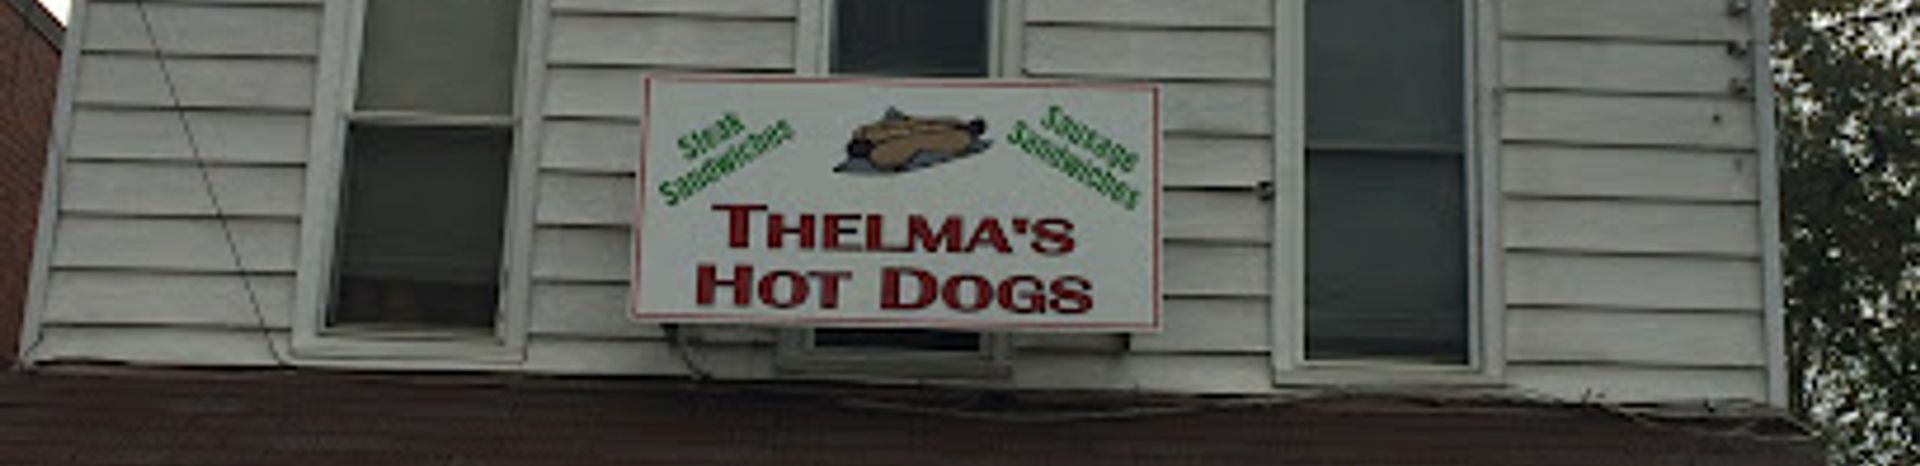 Steak
Sandwiches
Sausage
Sandwiches
THELMA'S
HOT DOGS